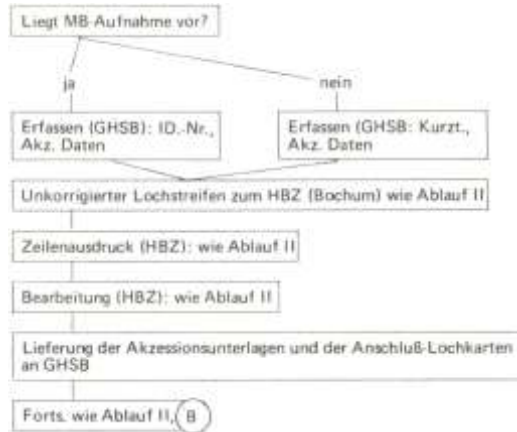 Liegt MB-Aufnahme vor?
ja
nein
Erfassen (GHSB): ID.-Nr.,
Akz. Daten
Erfassen (GHSB: Kurzt.,
Akz. Daten
Unkorrigierter Lochstreifen zum HBZ (Bochum) wie Ablauf II
Zeilenausdruck (HBZ): wie Ablauf II
Bearbeitung (HBZ): wie Ablauf II
Lieferung der Akzessionsunterlagen und der Anschluß-Lochkarten
an GHSB
Forts. wie Ablauf II, B